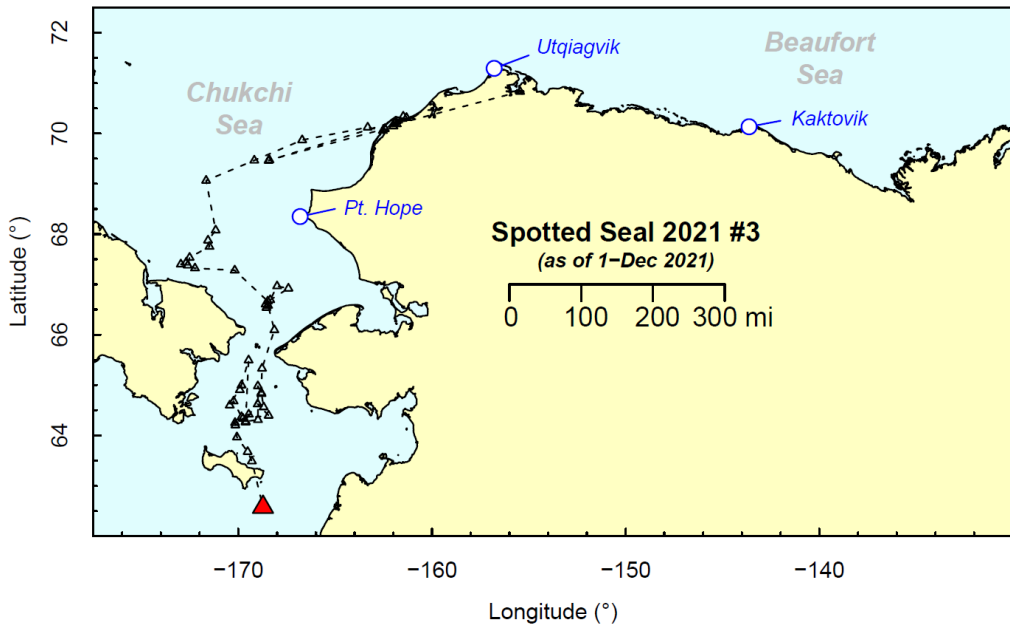 72
70
68
66
64
Latitude (°)
Utqiagvik
Beaufort
Sea
Chukchi
Sea
Kaktovik
Pt. Hope
Spotted Seal 2021 #3
(as of 1−Dec 2021)
0 100 200 300 mi
−170 −160 −150 −140
Longitude (°)